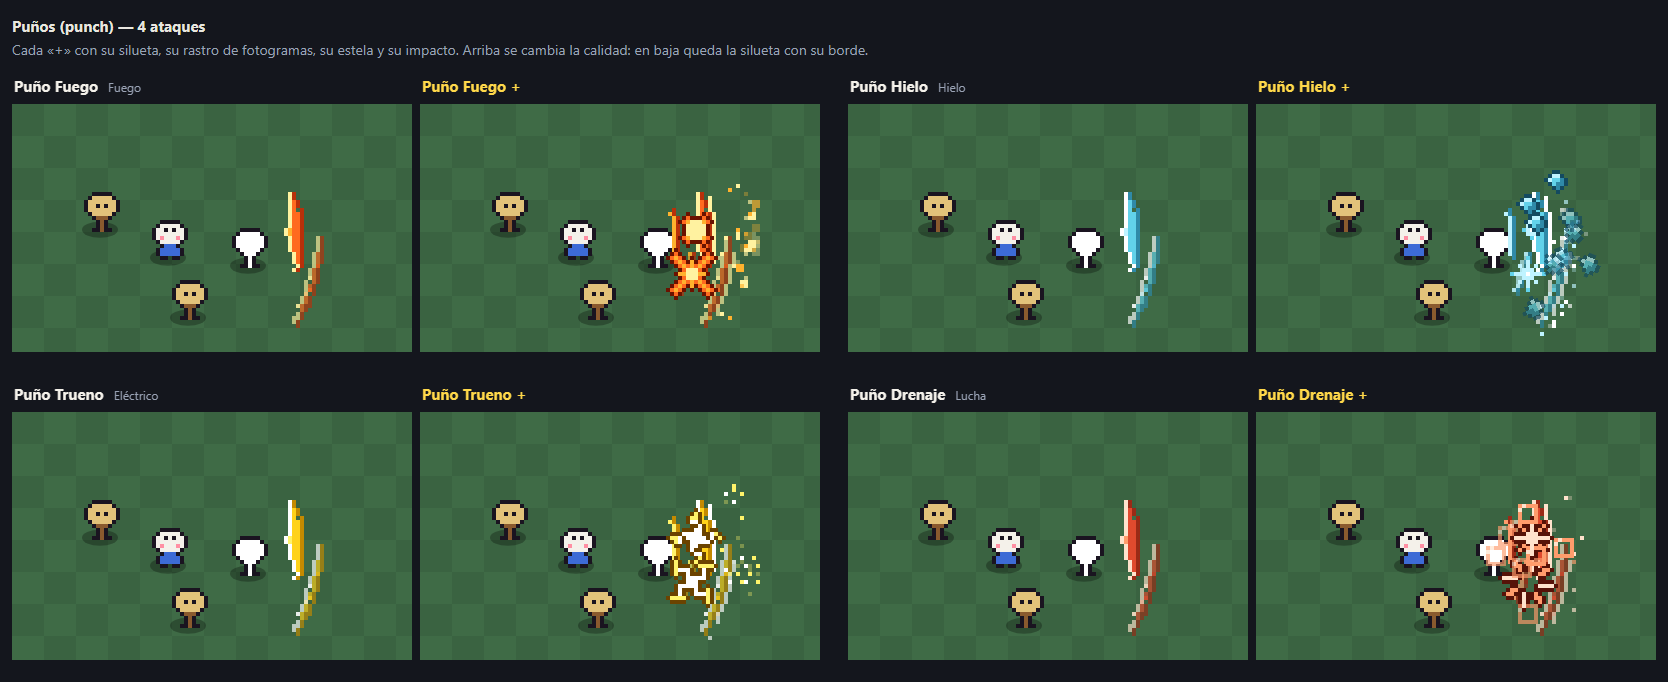 Puños (punch) — 4 ataques
Cada «+» con su silueta, su rastro de fotogramas, su estela y su impacto. Arriba se cambia la calidad: en baja queda la silueta con su borde.
Puño Fuego Fuego
Puño Fuego +
Puño Hielo Hielo
Puño Hielo +
Puño Trueno Eléctrico
Puño Trueno +
Puño Drenaje Lucha
Puño Drenaje +